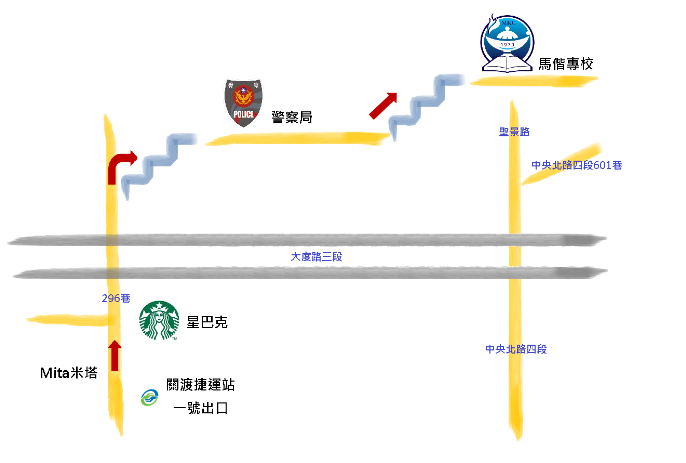 1971
馬偕專校
POLICE
警察局
聖景路
中央北路四段601巷
大度路三段
296巷
星巴克
中央北路四段
Mita米塔
關渡捷運站
一號出口